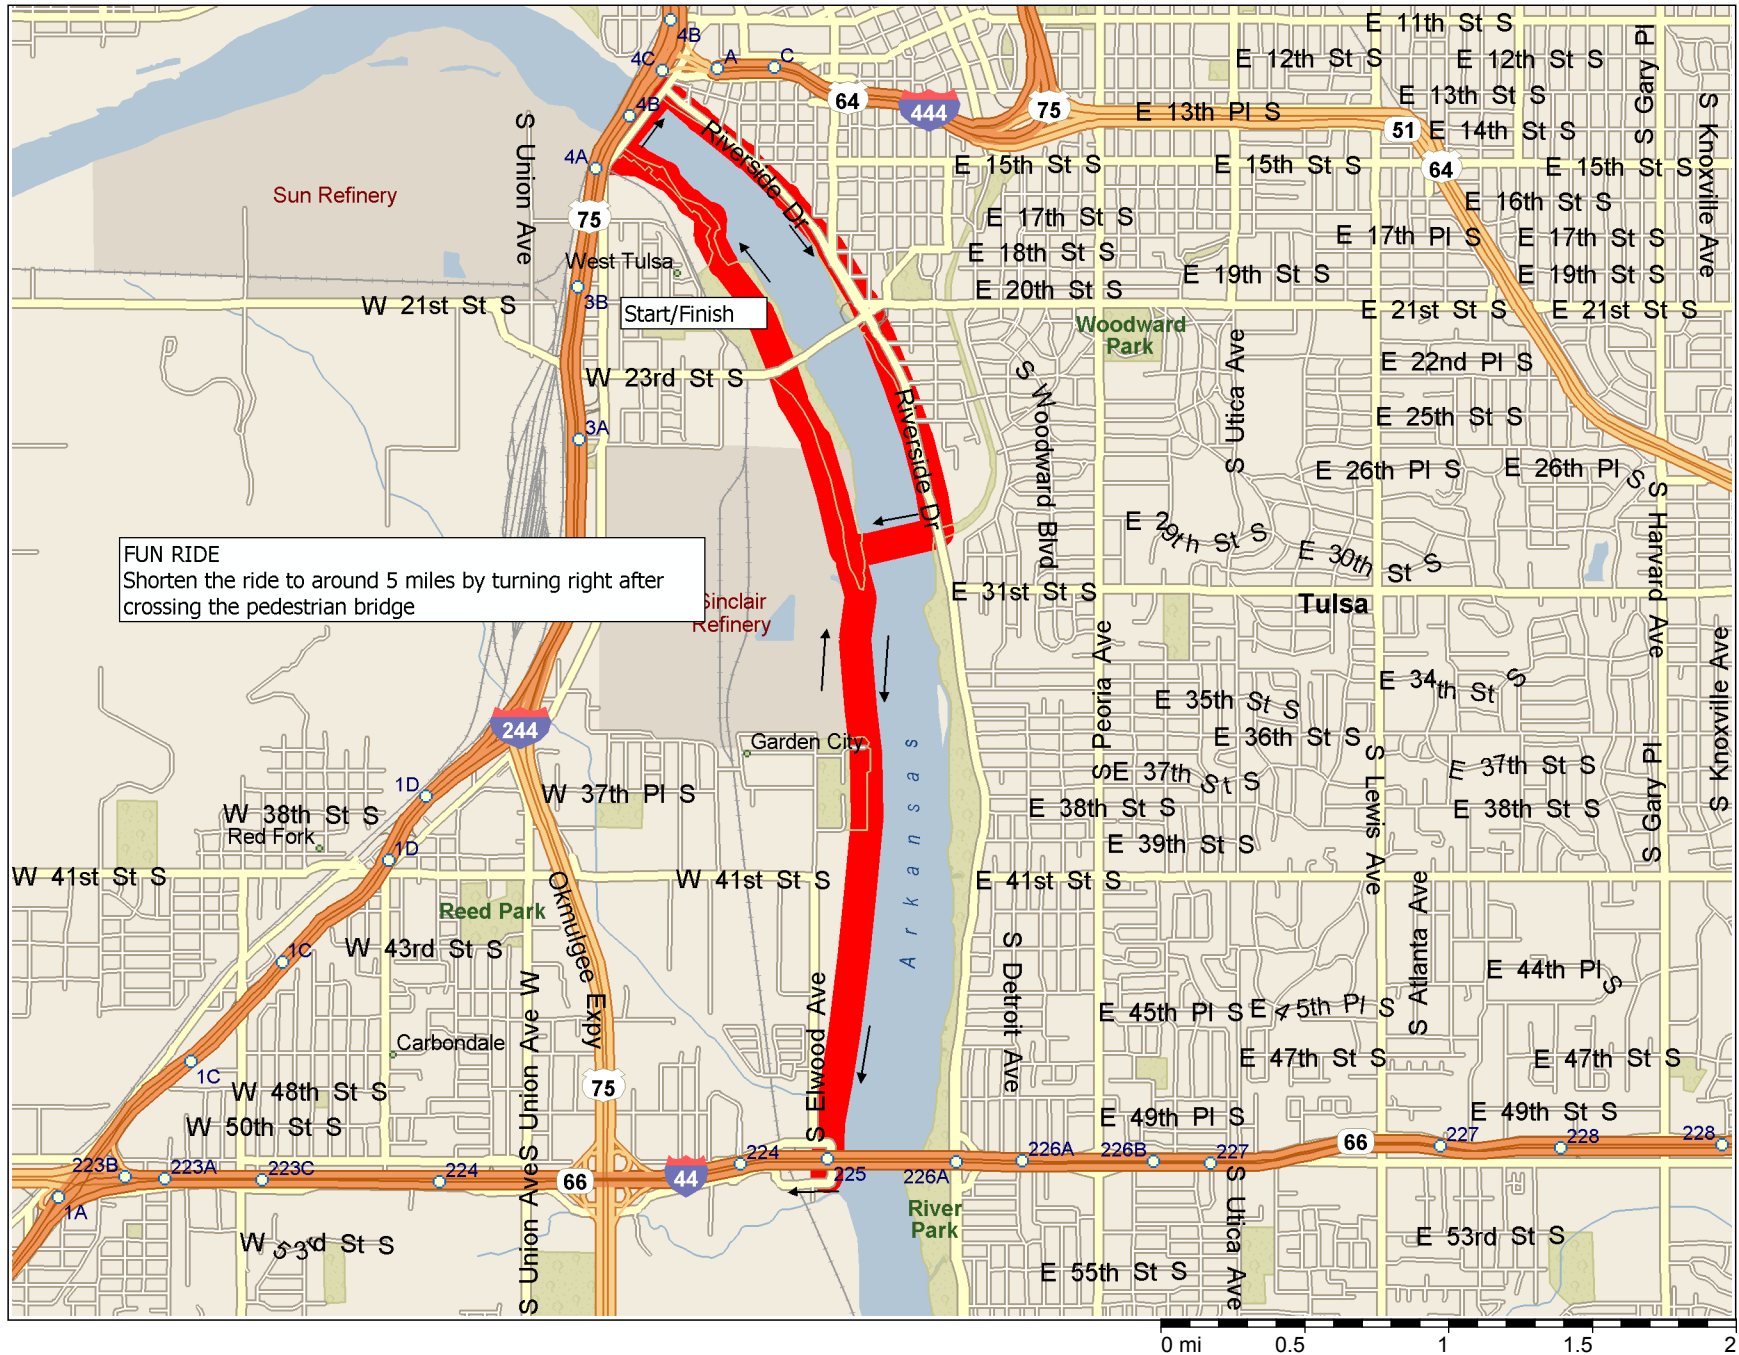 4B
4C
A
C
64
444
75
E 11th St S
E 12th St S
E 12th St S
E 13th St S
E 13th Pl S
51
E 14th St S
S Gary Pl
S Knoxville Ave
4B
4A
S Union Ave
Sun Refinery
Riverside Dr
E 15th St S
E 15th St S
64
E 15th St S
E 16th St S
75
E 17th St S
E 17th Pl S
E 17th St S
E 18th St S
West Tulsa
E 19th St S
E 19th St S
E 20th St S
W 21st St S
3B
Start/Finish
E 21st St S
E 21st St S
Woodward
Park
S Utica Ave
E 22nd Pl S
W 23rd St S
S Woodward Blvd
Riverside Dr
E 25th St S
3A
E 26th Pl S
E 26th Pl S
S Harvard Ave
E 29th St S
E 30th St S
FUN RIDE
Shorten the ride to around 5 miles by turning right after
crossing the pedestrian bridge
Sinclair
Refinery
E 31st St S
Tulsa
S Peoria Ave
S Knoxville Ave
E 34th St S
E 35th St S
244
Garden City
Arkansas
E 36th St S
S Lewis Ave
S Gary Pl
E 37th St S
E 37th St S
1D
W 37th Pl S
W 38th St S
E 38th St S
E 38th St S
Red Fork
1D
E 39th St S
W 41st St S
Okmulgee Expy
W 41st St S
E 41st St S
Reed Park
S Atlanta Ave
1C
W 43rd St S
S Detroit Ave
E 44th Pl S
S Union Ave W
S Elwood Ave
E 45th Pl S
E 45th Pl S
Carbondale
E 47th St S
E 47th St S
1C
75
W 48th St S
E 49th Pl S
E 49th St S
W 50th St S
66
227
228
228
223B
223A
223C
224
66
44
224
225
226A
226A
226B
227
1A
S Union Ave
River
Park
S Utica Ave
W 53rd St S
E 53rd St S
E 55th St S
0 mi
0.5
1
1.5
2